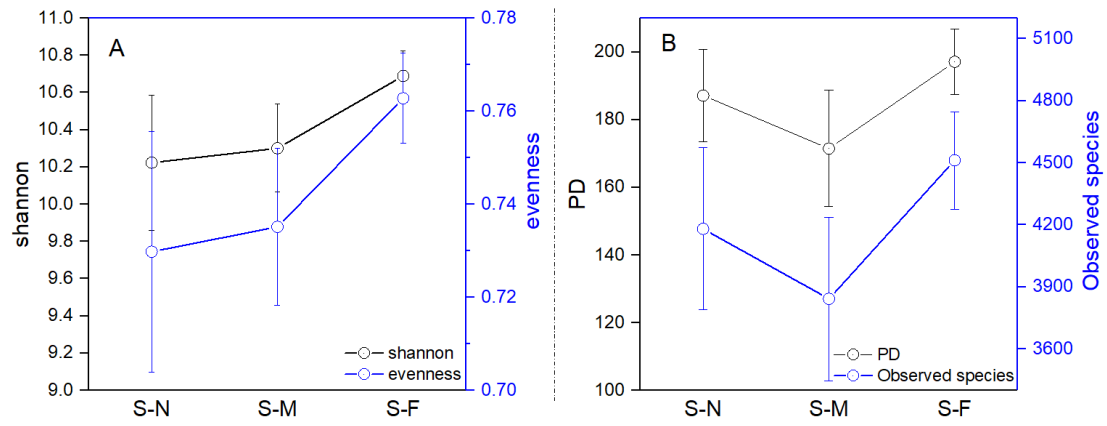 A
shannon
11.0
10.8
10.6
10.4
10.2
10.0
9.8
9.6
9.4
9.2
9.0
0.78
0.76
0.74
0.72
0.70
evenness
shannon
evenness
S-N S-M S-F
B
PD
200
180
160
140
120
100
5100
4800
4500
4200
3900
3600
Observed species
PD
Observed species
S-N S-M S-F